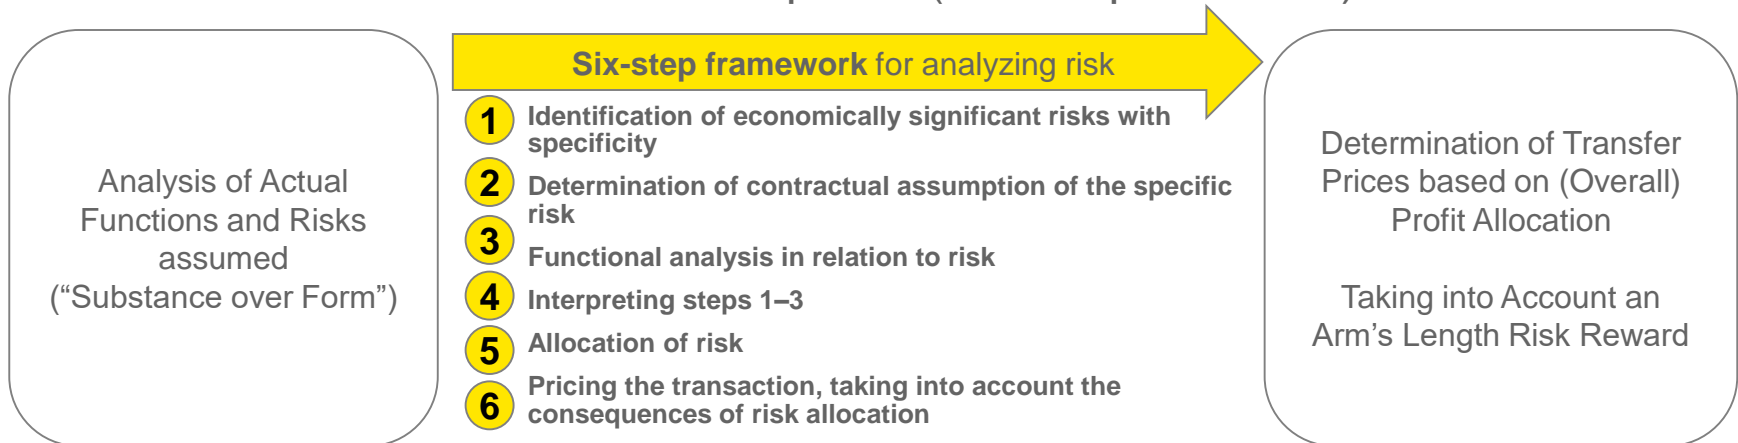 Analysis of Actual
Functions and Risks
assumed
(“Substance over Form”)
Six-step framework for analyzing risk
1 Identification of economically significant risks with
specificity
2 Determination of contractual assumption of the specific
risk
3 Functional analysis in relation to risk
4 Interpreting steps 1–3
5 Allocation of risk
6 Pricing the transaction, taking into account the
consequences of risk allocation
Determination of Transfer
Prices based on (Overall)
Profit Allocation
Taking into Account an
Arm’s Length Risk Reward